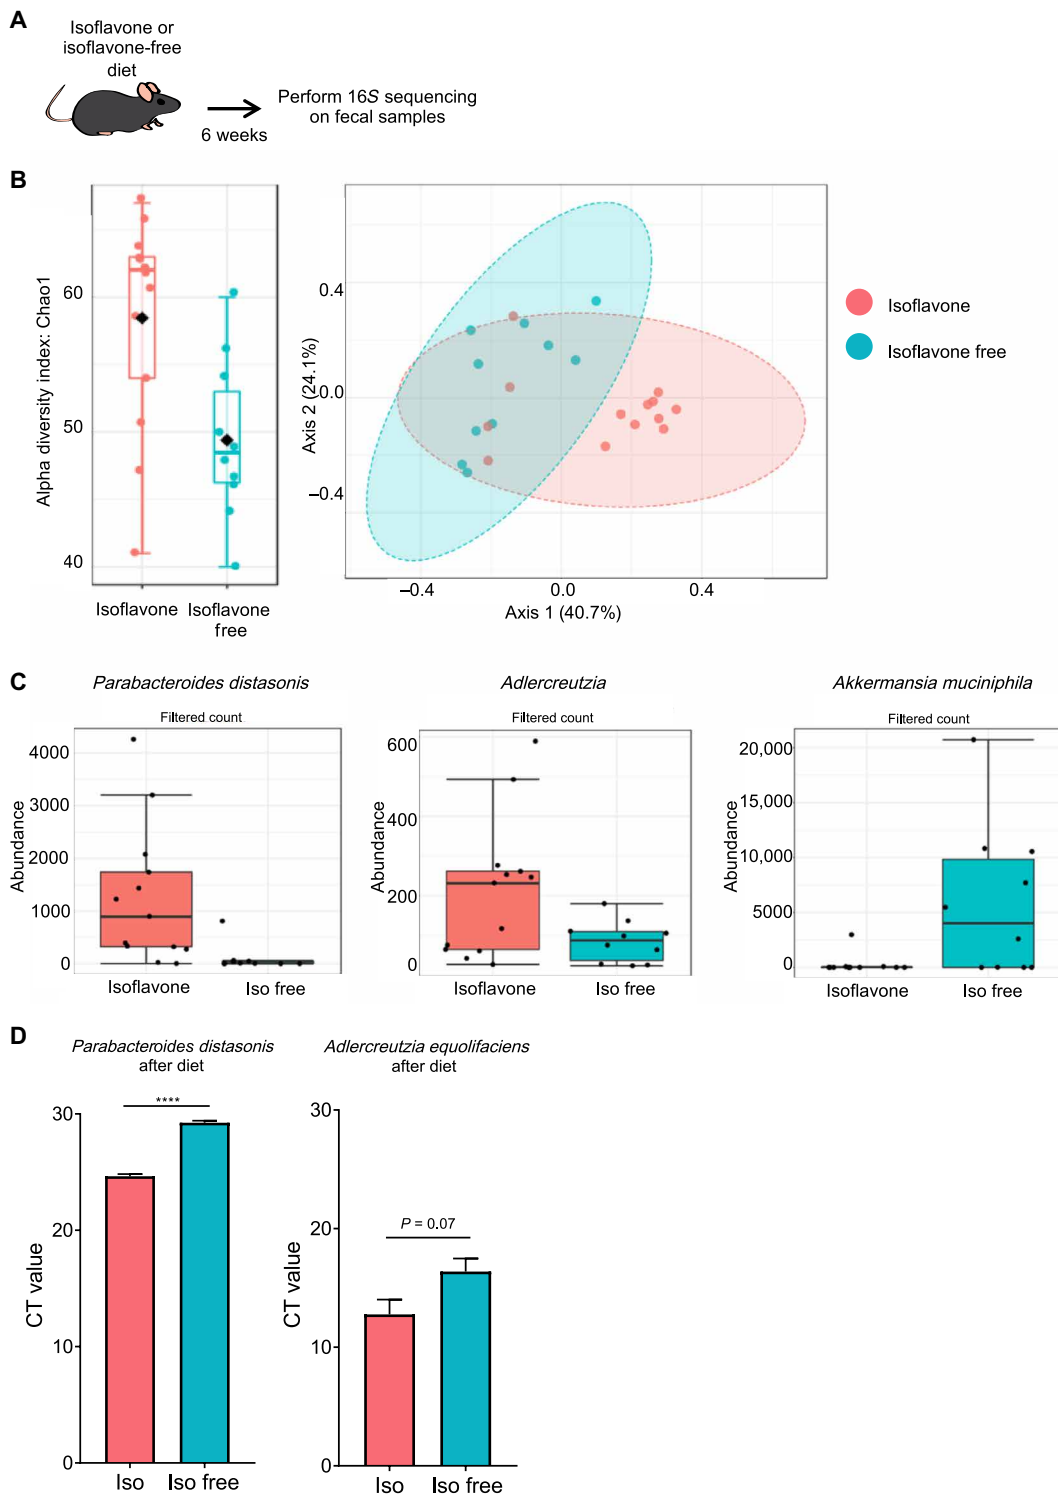 A
Isoflavone or
isoflavone-free
diet
6 weeks
Perform 16S sequencing
on fecal samples
B
Alpha diversity index: Chao1
60
50
40
Isoflavone
Isoflavone
free
Axis 2 (24.1%)
0.4
0.0
–0.4
–0.4
0.0
0.4
Axis 1 (40.7%)
Isoflavone
Isoflavone free
C
Parabacteroides distasonis
Filtered count
Abundance
4000
3000
2000
1000
0
Isoflavone
Iso free
Adlercreutzia
Filtered count
Abundance
600
400
200
0
Isoflavone
Iso free
Akkermansia muciniphila
Filtered count
Abundance
20,000
15,000
10,000
5000
0
Isoflavone
Iso free
D
Parabacteroides distasonis
after diet
****
CT value
30
20
10
0
Iso
Iso free
Adlercreutzia equolifaciens
after diet
P = 0.07
CT value
30
20
10
0
Iso
Iso free